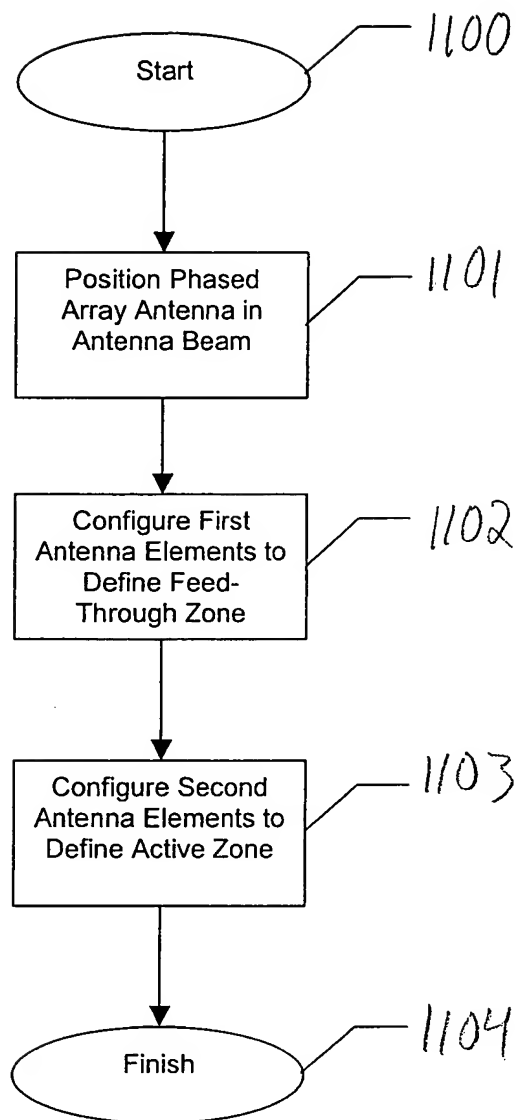 Start
1100
Position Phased
Array Antenna in
Antenna Beam
1101
Configure First
Antenna Elements to
Define Feed-
Through Zone
1102
Configure Second
Antenna Elements to
Define Active Zone
1103
Finish
1104